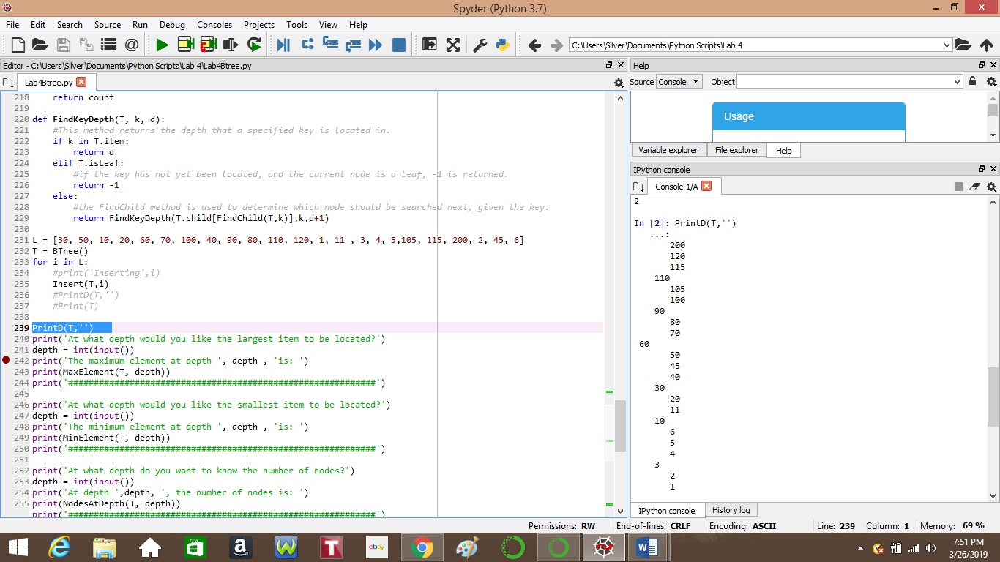 Spyder (Python 3.7)
File Edit Search Source Run Debug Consoles Projects Tools View Help
C:\Users\Silver\Documents\Python Scripts\Lab 4
Editor - C:\Users\Silver\Documents\Python Scripts\Lab 4\Lab4Btree.py
Lab4Btree.py
218     return count
219
220 def FindKeyDepth(T, k, d):
221     #This method returns the depth that a specified key is located in.
222     if k in T.item:
223         return d
224     elif T.isLeaf:
225         #if the key has not yet been located, and the current node is a leaf, -1 is returned.
226         return -1
227     else:
228         #the FindChild method is used to determine which node should be searched next, given the key.
229         return FindKeyDepth(T.child[FindChild(T,k)],k,d+1)
230
231 L = [30, 50, 10, 20, 60, 70, 100, 40, 90, 80, 110, 120, 1, 11 , 3, 4, 5,105, 115, 200, 2, 45, 6]
232 T = BTree()
233 for i in L:
234     #print('Inserting',i)
235     Insert(T,i)
236     #PrintD(T,'')
237     #Print(T)
238
239 PrintD(T,'')
240 print('At what depth would you like the largest item to be located?')
241 depth = int(input())
242 print('The maximum element at depth ', depth , 'is: ')
243 print(MaxElement(T, depth))
244 print('############################################################')
245
246 print('At what depth would you like the smallest item to be located?')
247 depth = int(input())
248 print('The minimum element at depth ', depth , 'is: ')
249 print(MinElement(T, depth))
250 print('############################################################')
251
252 print('At what depth do you want to know the number of nodes?')
253 depth = int(input())
254 print('At depth ',depth, ', the number of nodes is: ')
255 print(NodesAtDepth(T, depth))
print('############################################################')
Help
Source Console Object
Usage
Variable explorer File explorer Help
IPython console
Console 1/A
2
In [2]: PrintD(T,'')
...:
200
120
115
110
105
100
90
80
70
60
50
45
40
30
20
11
10
6
5
4
3
2
1
IPython console History log
Permissions: RW End-of-lines: CRLF Encoding: ASCII Line: 239 Column: 1 Memory: 69 %
a
W
T
ebay
W
7:51 PM
3/26/2019